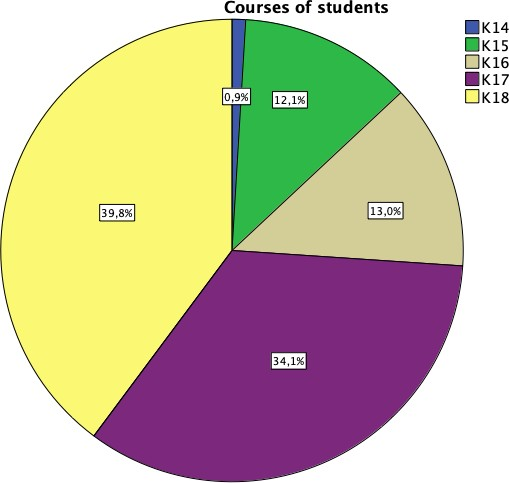 Courses of students
K14
K15
K16
K17
K18
0,9%
12,1%
13,0%
39,8%
34,1%